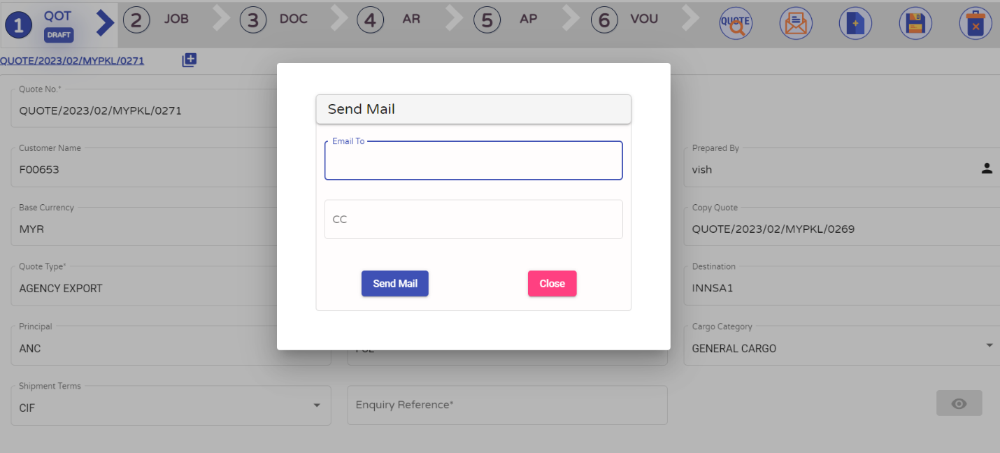 1 QOT DRAFT 2 JOB 3 DOC 4 AR 5 AP 6 VOU QUOTE
QUOTE/2023/02/MYPKL/0271
Quote No.*
QUOTE/2023/02/MYPKL/0271
Send Mail
Email To
CC
Send Mail Close
Customer Name
F00653
Prepared By
vish
Base Currency
MYR
Copy Quote
QUOTE/2023/02/MYPKL/0269
Quote Type*
AGENCY EXPORT
Destination
INNSA1
Principal
ANC
Cargo Category
GENERAL CARGO
Shipment Terms
CIF
Enquiry Reference*